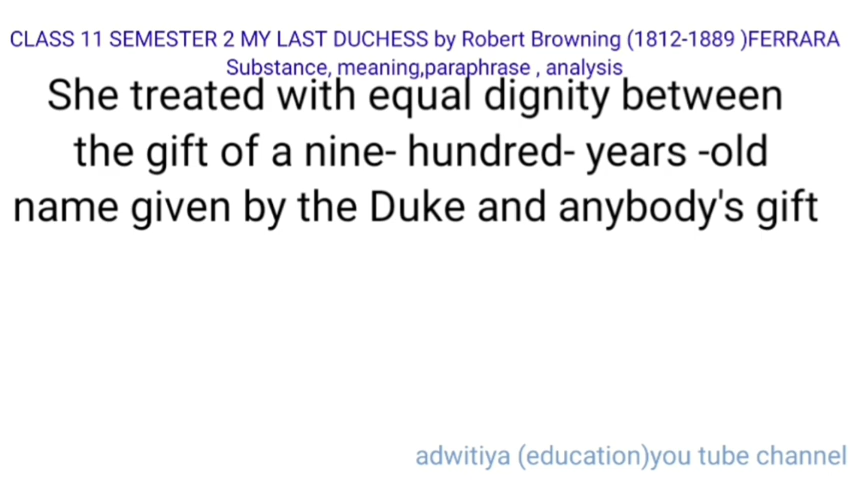 CLASS 11 SEMESTER 2 MY LAST DUCHESS by Robert Browning (1812-1889 )FERRARA
Substance, meaning,paraphrase , analysis
She treated with equal dignity between
the gift of a nine- hundred- years -old
name given by the Duke and anybody's gift
adwitiya (education)you tube channel